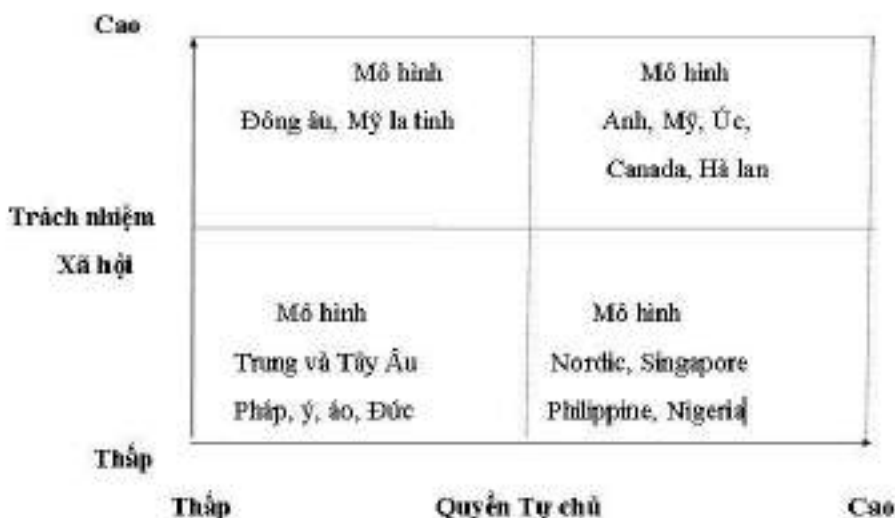 Cao
Mô hình
Đông âu, Mỹ la tinh
Mô hình
Anh, Mỹ, Úc,
Canada, Hà lan
Trách nhiệm
Xã hội
Mô hình
Trung và Tây Âu
Pháp, ý, áo, Đức
Mô hình
Nordic, Singapore
Philippine, Nigeria
Thấp
Thấp
Quyền Tự chủ
Cao